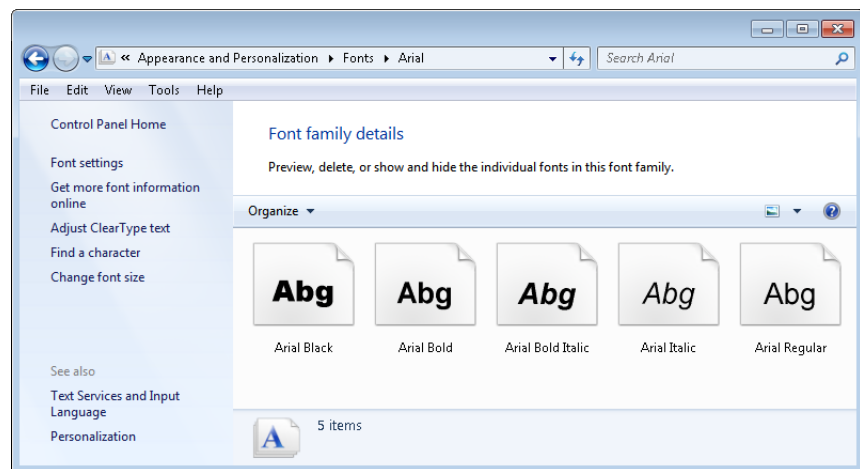 « Appearance and Personalization ▸ Fonts ▸ Arial
Search Arial
File Edit View Tools Help
Control Panel Home
Font settings
Get more font information
online
Adjust ClearType text
Find a character
Change font size
See also
Text Services and Input
Language
Personalization
Font family details
Preview, delete, or show and hide the individual fonts in this font family.
Organize
Abg Abg Abg Abg Abg
Arial Black Arial Bold Arial Bold Italic Arial Italic Arial Regular
A 5 items